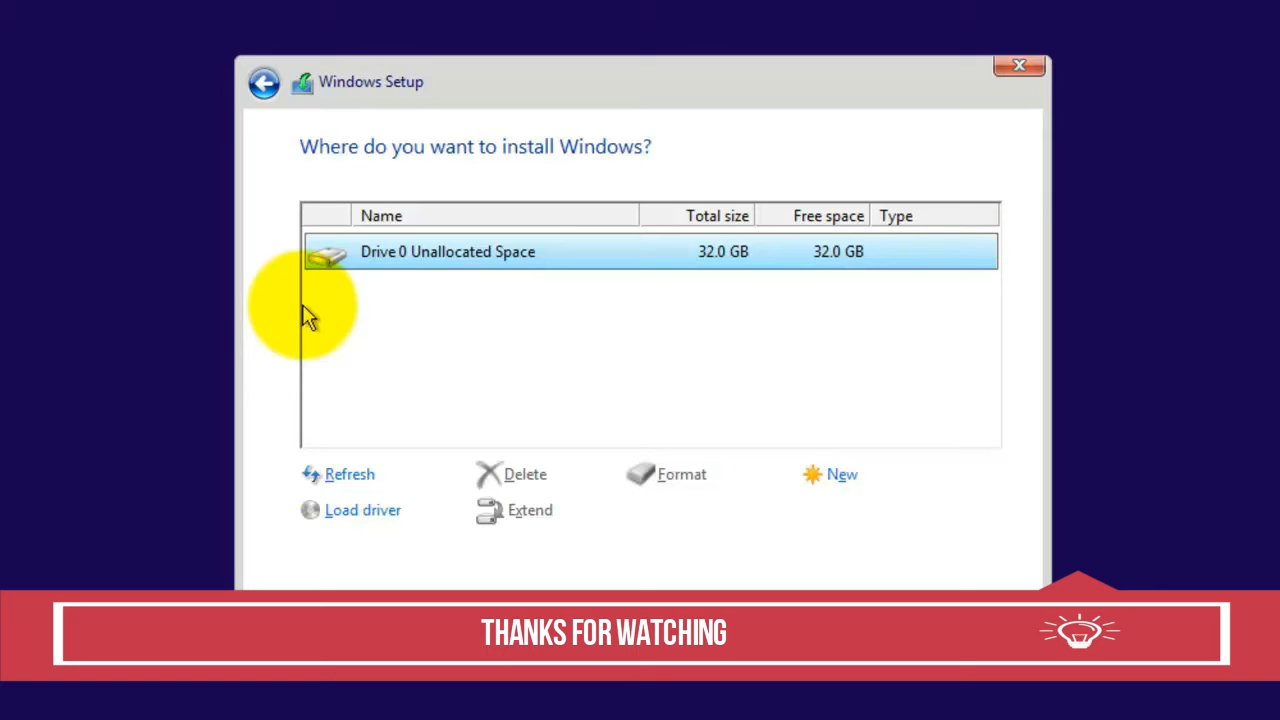 Windows Setup
Where do you want to install Windows?
Name Total size Free space Type
Drive 0 Unallocated Space 32.0 GB 32.0 GB
Refresh Delete Format New
Load driver Extend
THANKS FOR WATCHING